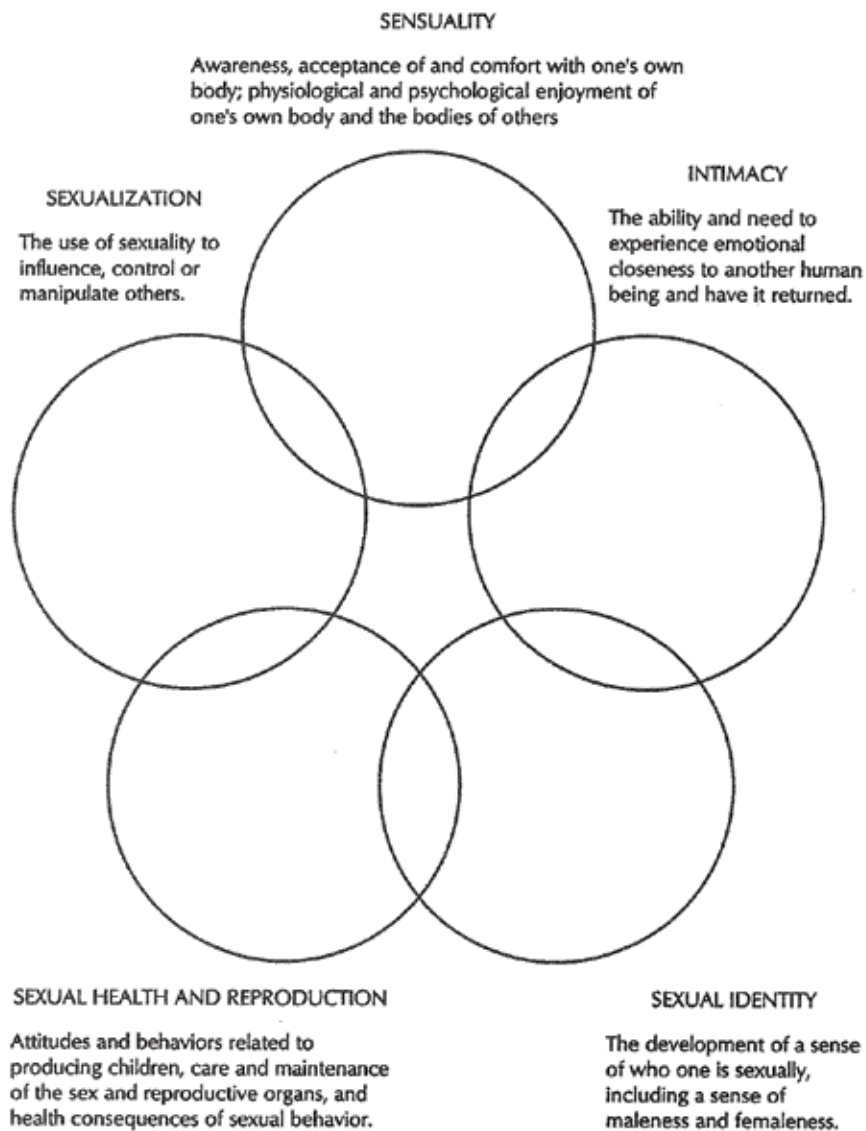 SENSUALITY
Awareness, acceptance of and comfort with one's own
body; physiological and psychological enjoyment of
one's own body and the bodies of others
SEXUALIZATION
The use of sexuality to
influence, control or
manipulate others.
INTIMACY
The ability and need to
experience emotional
closeness to another human
being and have it returned.
SEXUAL HEALTH AND REPRODUCTION
Attitudes and behaviors related to
producing children, care and maintenance
of the sex and reproductive organs, and
health consequences of sexual behavior.
SEXUAL IDENTITY
The development of a sense
of who one is sexually,
including a sense of
maleness and femaleness.